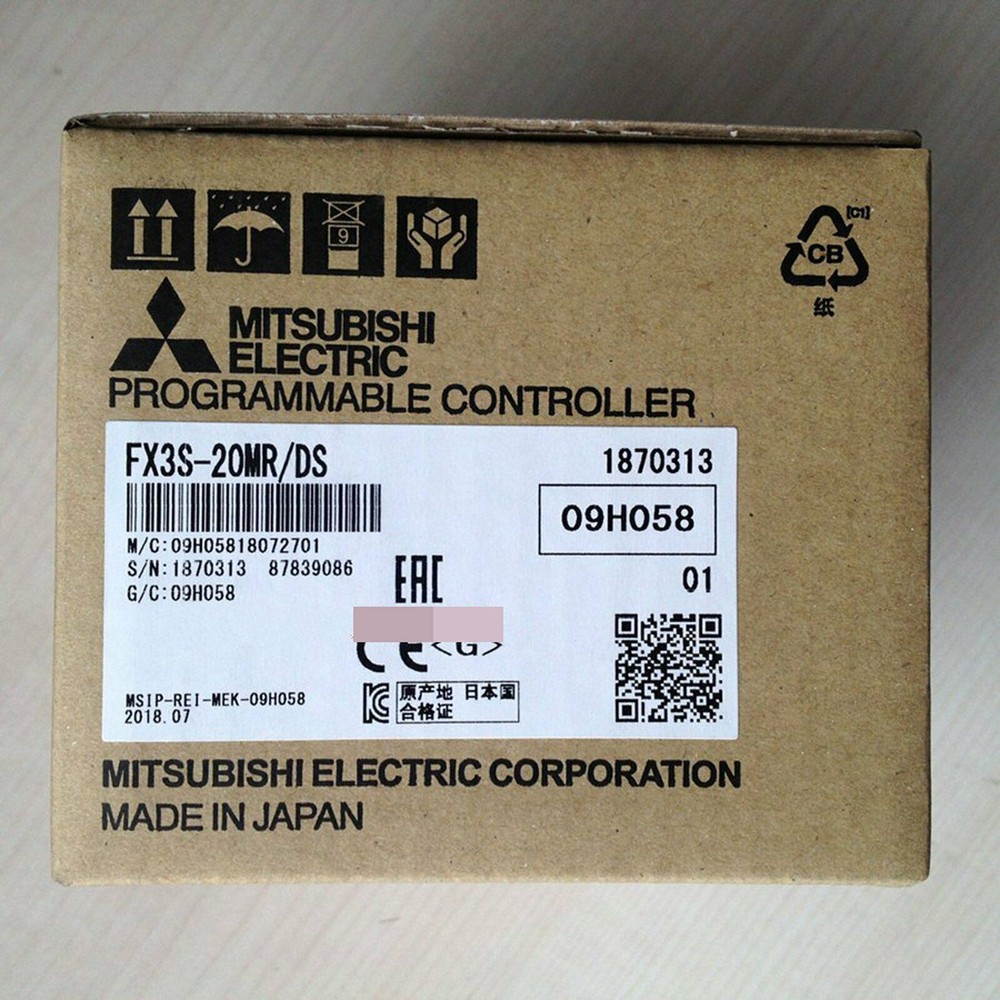 9
[C1]
CB
纸
MITSUBISHI
ELECTRIC
PROGRAMMABLE CONTROLLER
FX3S-20MR/DS
1870313
09H058
M/C:09H05818072701
S/N:1870313 87839086
G/C:09H058
01
EAC
CE <G>
MSIP-REI-MEK-09H058
2018.07
原产地 日本国
合格证
MITSUBISHI ELECTRIC CORPORATION
MADE IN JAPAN